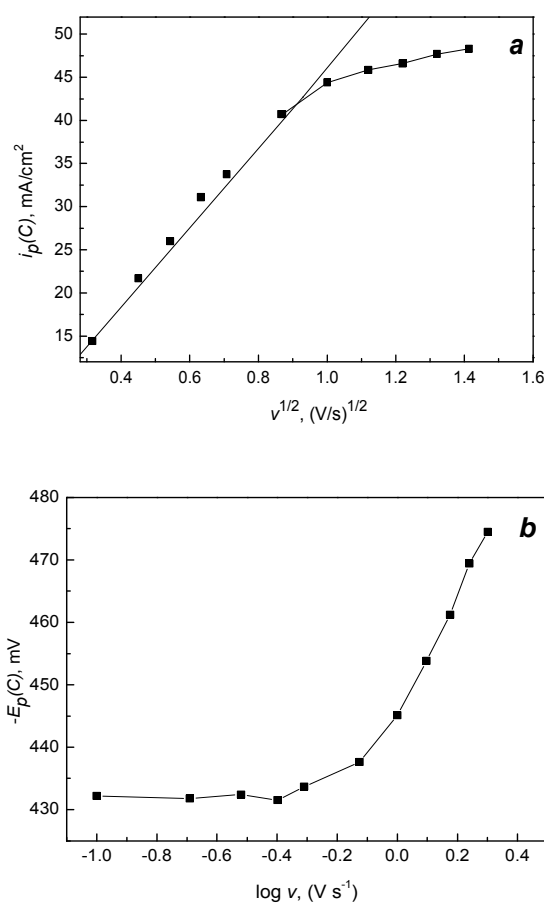 a
50
45
40
35
30
25
20
15
i_p(C), mA/cm²
0.4 0.6 0.8 1.0 1.2 1.4 1.6
v^1/2, (V/s)^1/2
b
480
470
460
450
440
430
-E_p(C), mV
-1.0 -0.8 -0.6 -0.4 -0.2 0.0 0.2 0.4
log v, (V s⁻¹)